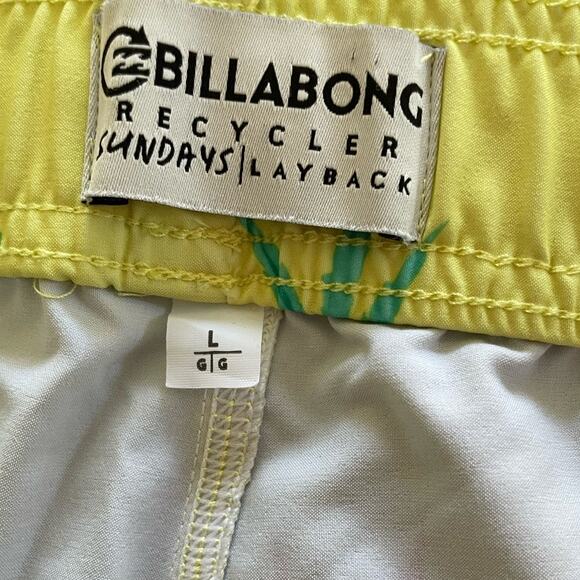 BILLABONG
RECYCLER
SUNDAYS | LAYBACK
L
G | G